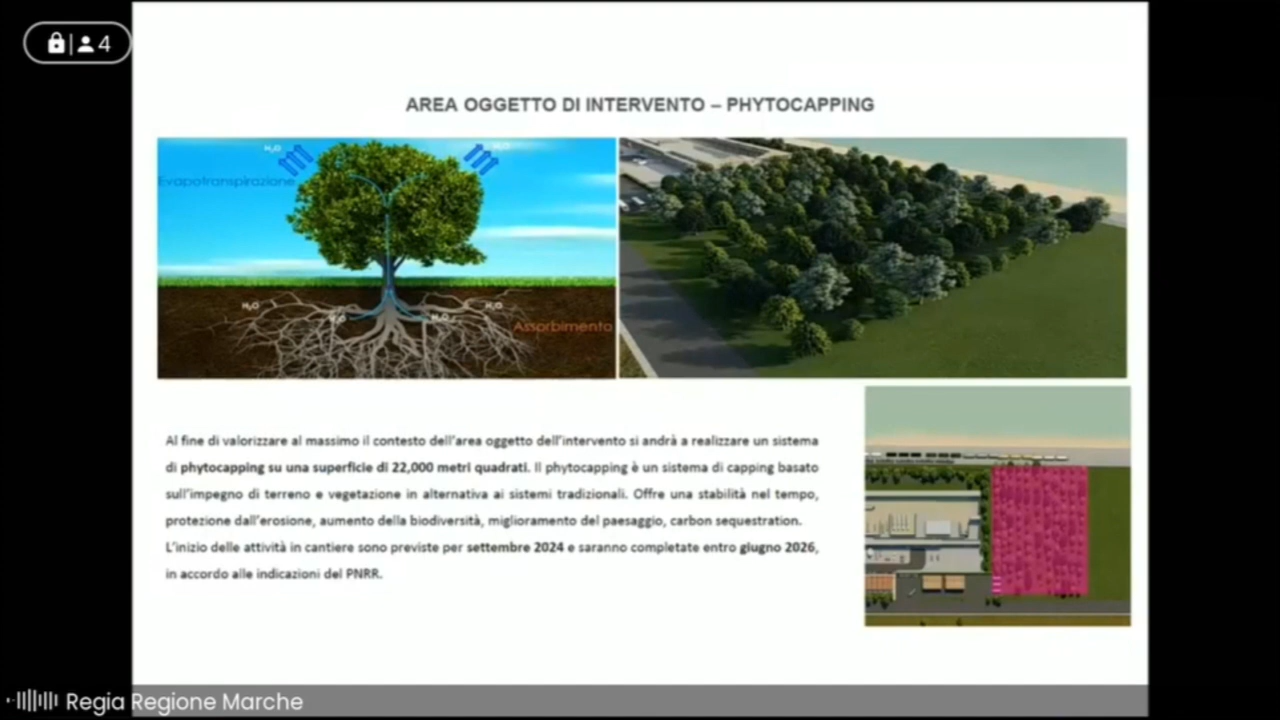 4
AREA OGGETTO DI INTERVENTO – PHYTOCAPPING
H₂O
H₂O
Evapotraspirazione
H₂O
H₂O
H₂O
H₂O
Assorbimento
Al fine di valorizzare al massimo il contesto dell'area oggetto dell'intervento si andrà a realizzare un sistema
di phytocapping su una superficie di 22,000 metri quadrati. Il phytocapping è un sistema di capping basato
sull'impegno di terreno e vegetazione in alternativa ai sistemi tradizionali. Offre una stabilità nel tempo,
protezione dall'erosione, aumento della biodiversità, miglioramento del paesaggio, carbon sequestration.
L'inizio delle attività in cantiere sono previste per settembre 2024 e saranno completate entro giugno 2026,
in accordo alle indicazioni del PNRR.
Regia Regione Marche